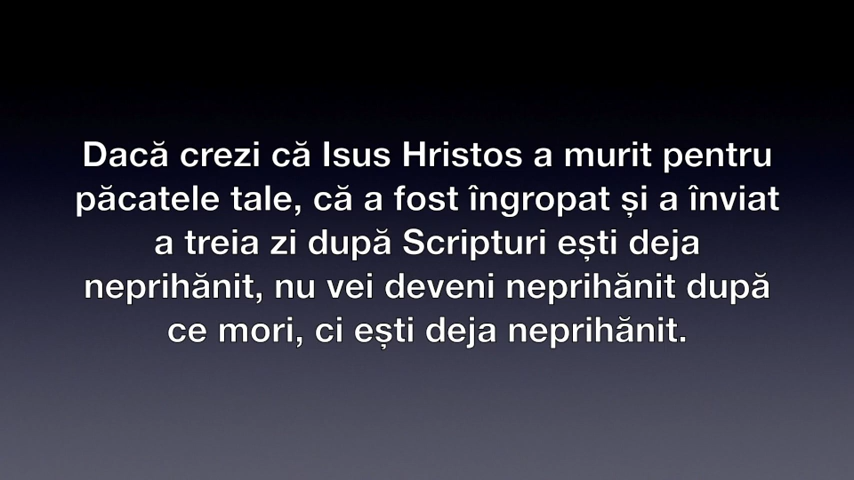 Dacă crezi că Isus Hristos a murit pentru
păcatele tale, că a fost îngropat și a înviat
a treia zi după Scripturi ești deja
neprihănit, nu vei deveni neprihănit după
ce mori, ci ești deja neprihănit.